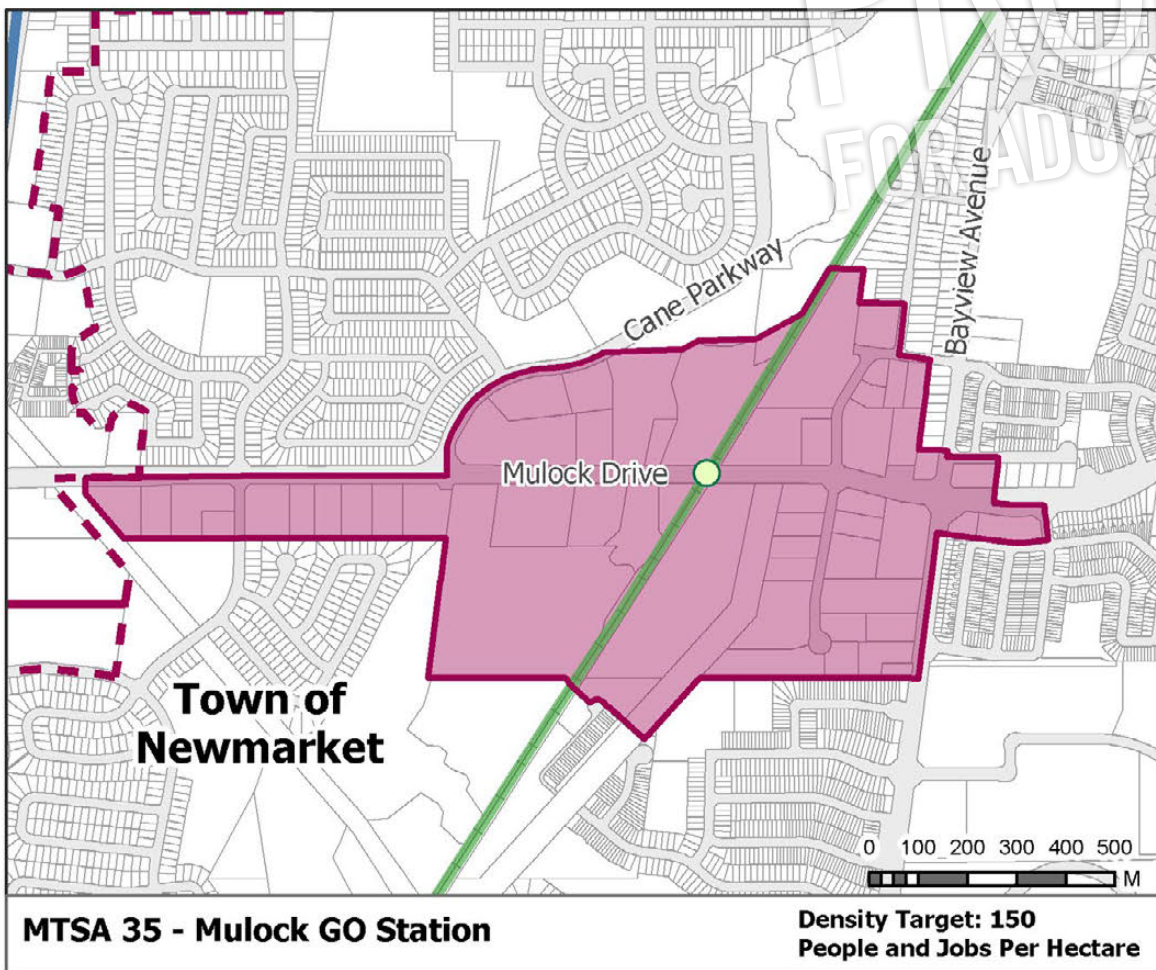 Bayview Avenue
Cane Parkway
Mulock Drive
Town of
Newmarket
0 100 200 300 400 500
M
MTSA 35 - Mulock GO Station
Density Target: 150
People and Jobs Per Hectare